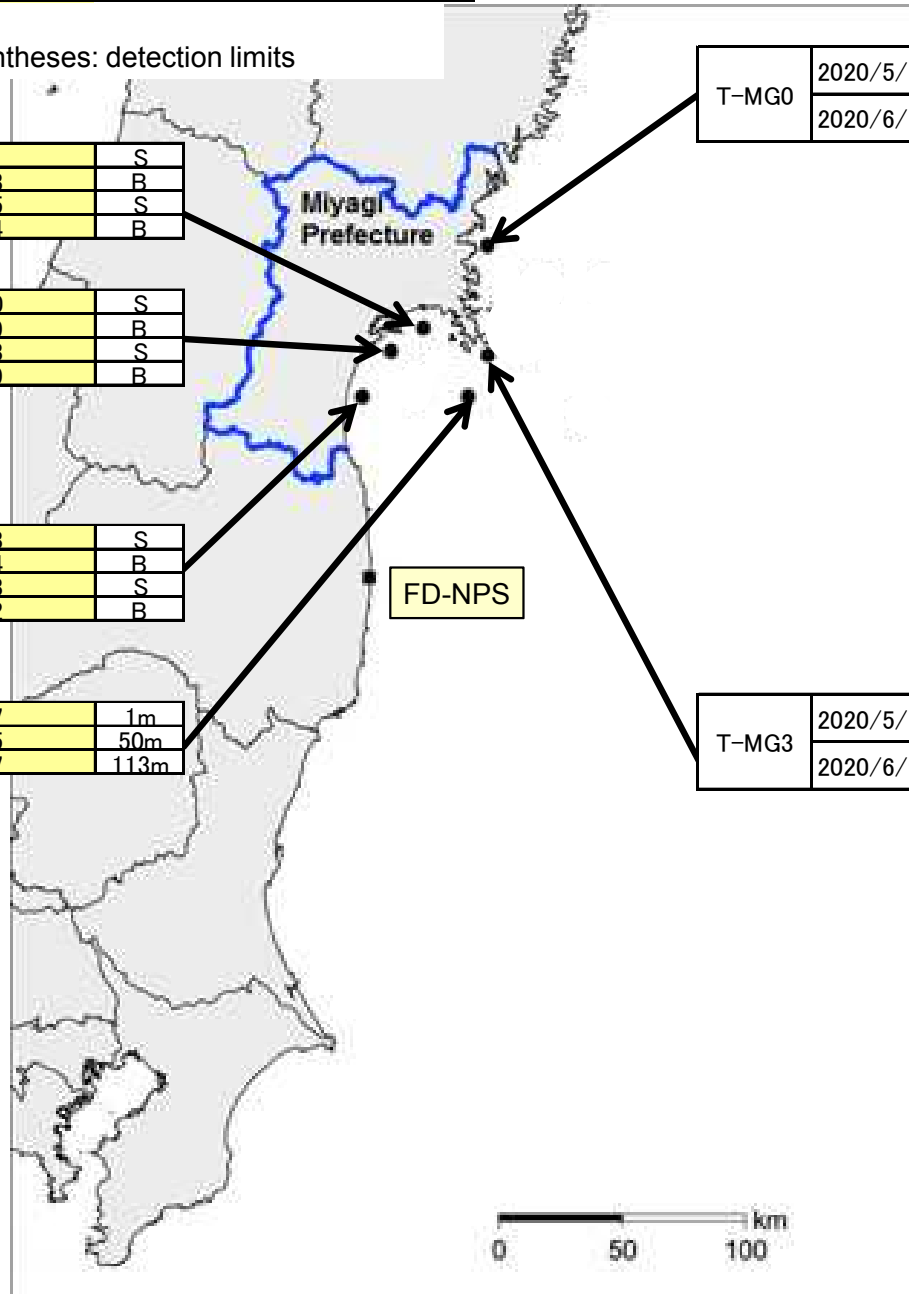 ntheses: detection limits
T-MG0
2020/5/
2020/6/
S
B
S
B
Miyagi
Prefecture
S
B
S
B
S
B
S
B
FD-NPS
1m
50m
113m
T-MG3
2020/5/
2020/6/
km
0 50 100